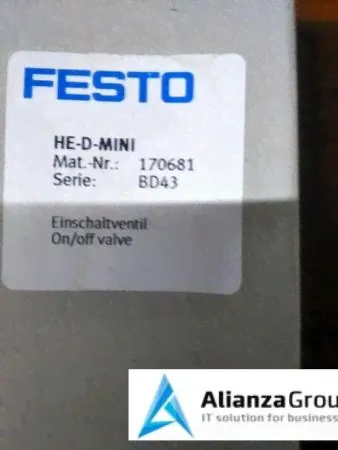 FESTO
HE-D-MINI
Mat.-Nr.: 170681
Serie: BD43
Einschaltventil
On/off valve
AlianzaGrou
IT solution for business